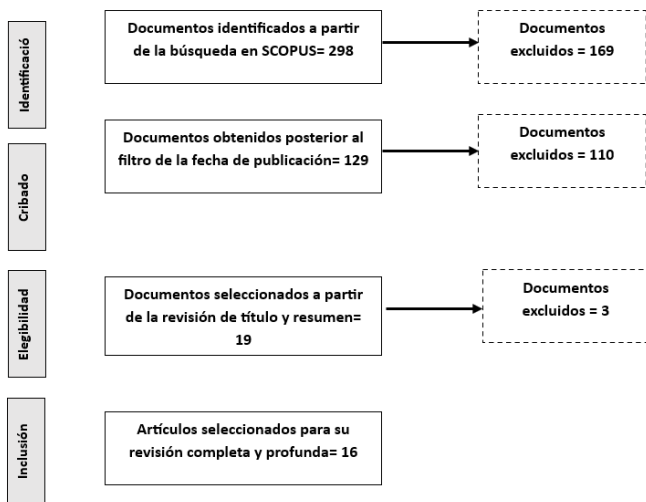 Identificació
Documentos identificados a partir
de la búsqueda en SCOPUS= 298
Documentos
excluidos = 169
Documentos obtenidos posterior al
filtro de la fecha de publicación= 129
Documentos
excluidos = 110
Cribado
Elegibilidad
Documentos seleccionados a partir
de la revisión de título y resumen=
19
Documentos
excluidos = 3
Inclusión
Artículos seleccionados para su
revisión completa y profunda= 16